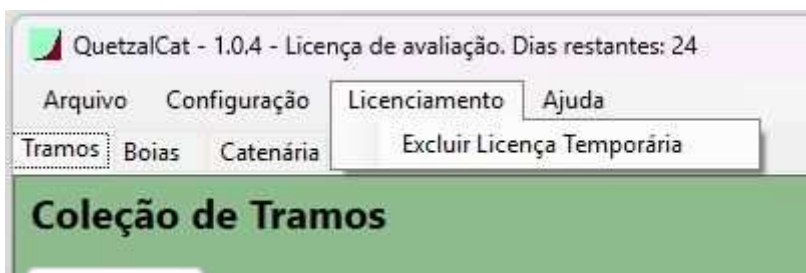 QuetzalCat - 1.0.4 - Licença de avaliação. Dias restantes: 24
Arquivo Configuração Licenciamento Ajuda
Tramos Boias Catenária Excluir Licença Temporária
Coleção de Tramos